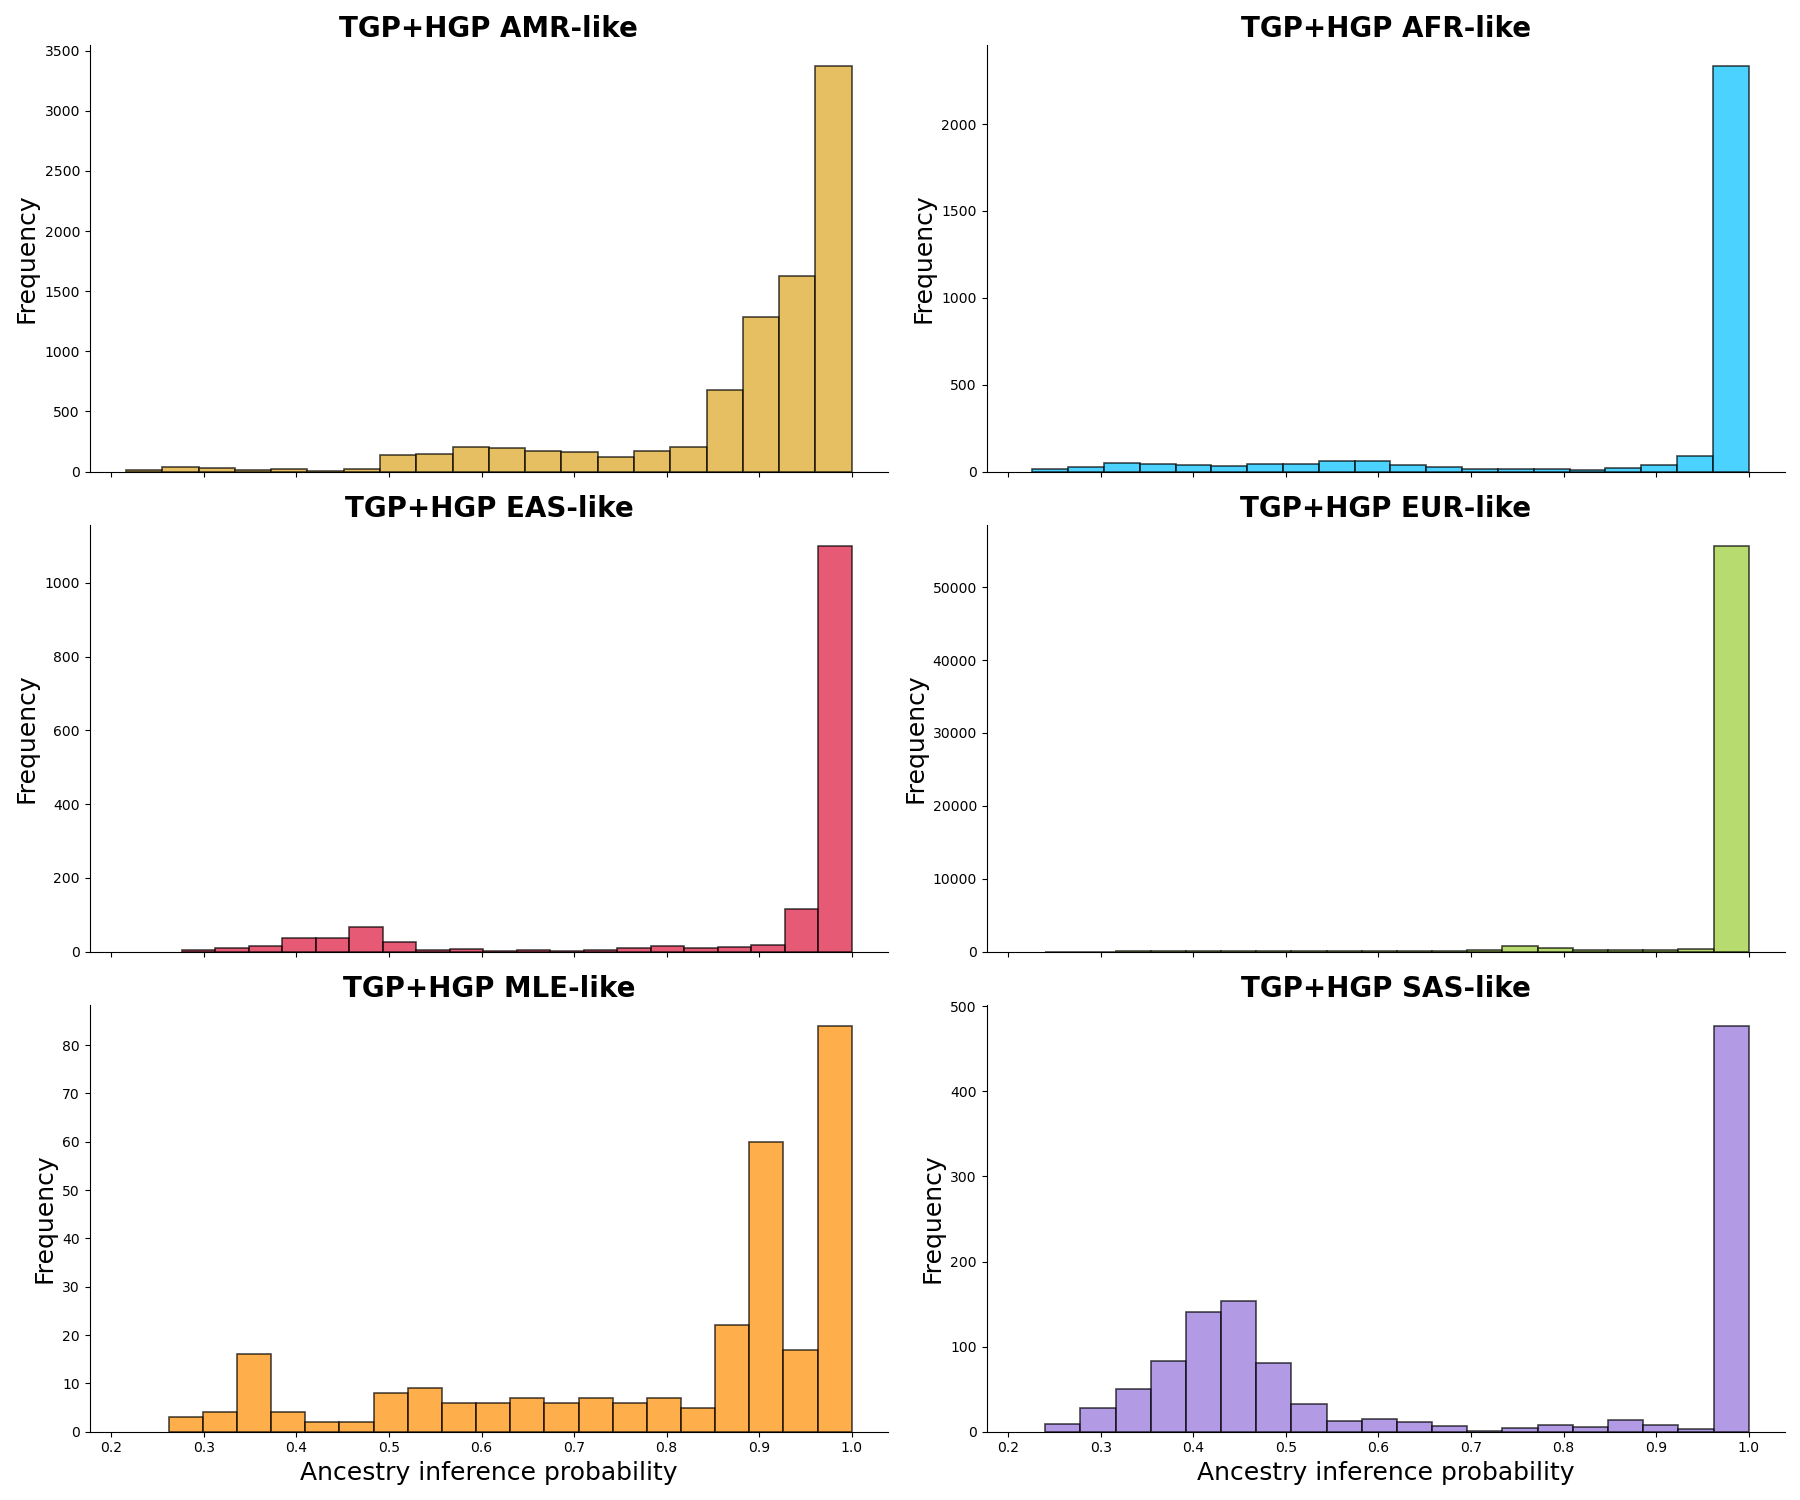 TGP+HGP AMR-like
TGP+HGP AFR-like
3500
3000
2500
2000
1500
1000
500
0
Frequency
2000
1500
1000
500
0
Frequency
TGP+HGP EAS-like
TGP+HGP EUR-like
1000
800
600
400
200
0
Frequency
50000
40000
30000
20000
10000
0
Frequency
TGP+HGP MLE-like
TGP+HGP SAS-like
80
70
60
50
40
30
20
10
0
Frequency
0.2 0.3 0.4 0.5 0.6 0.7 0.8 0.9 1.0
Ancestry inference probability
500
400
300
200
100
0
Frequency
0.2 0.3 0.4 0.5 0.6 0.7 0.8 0.9 1.0
Ancestry inference probability